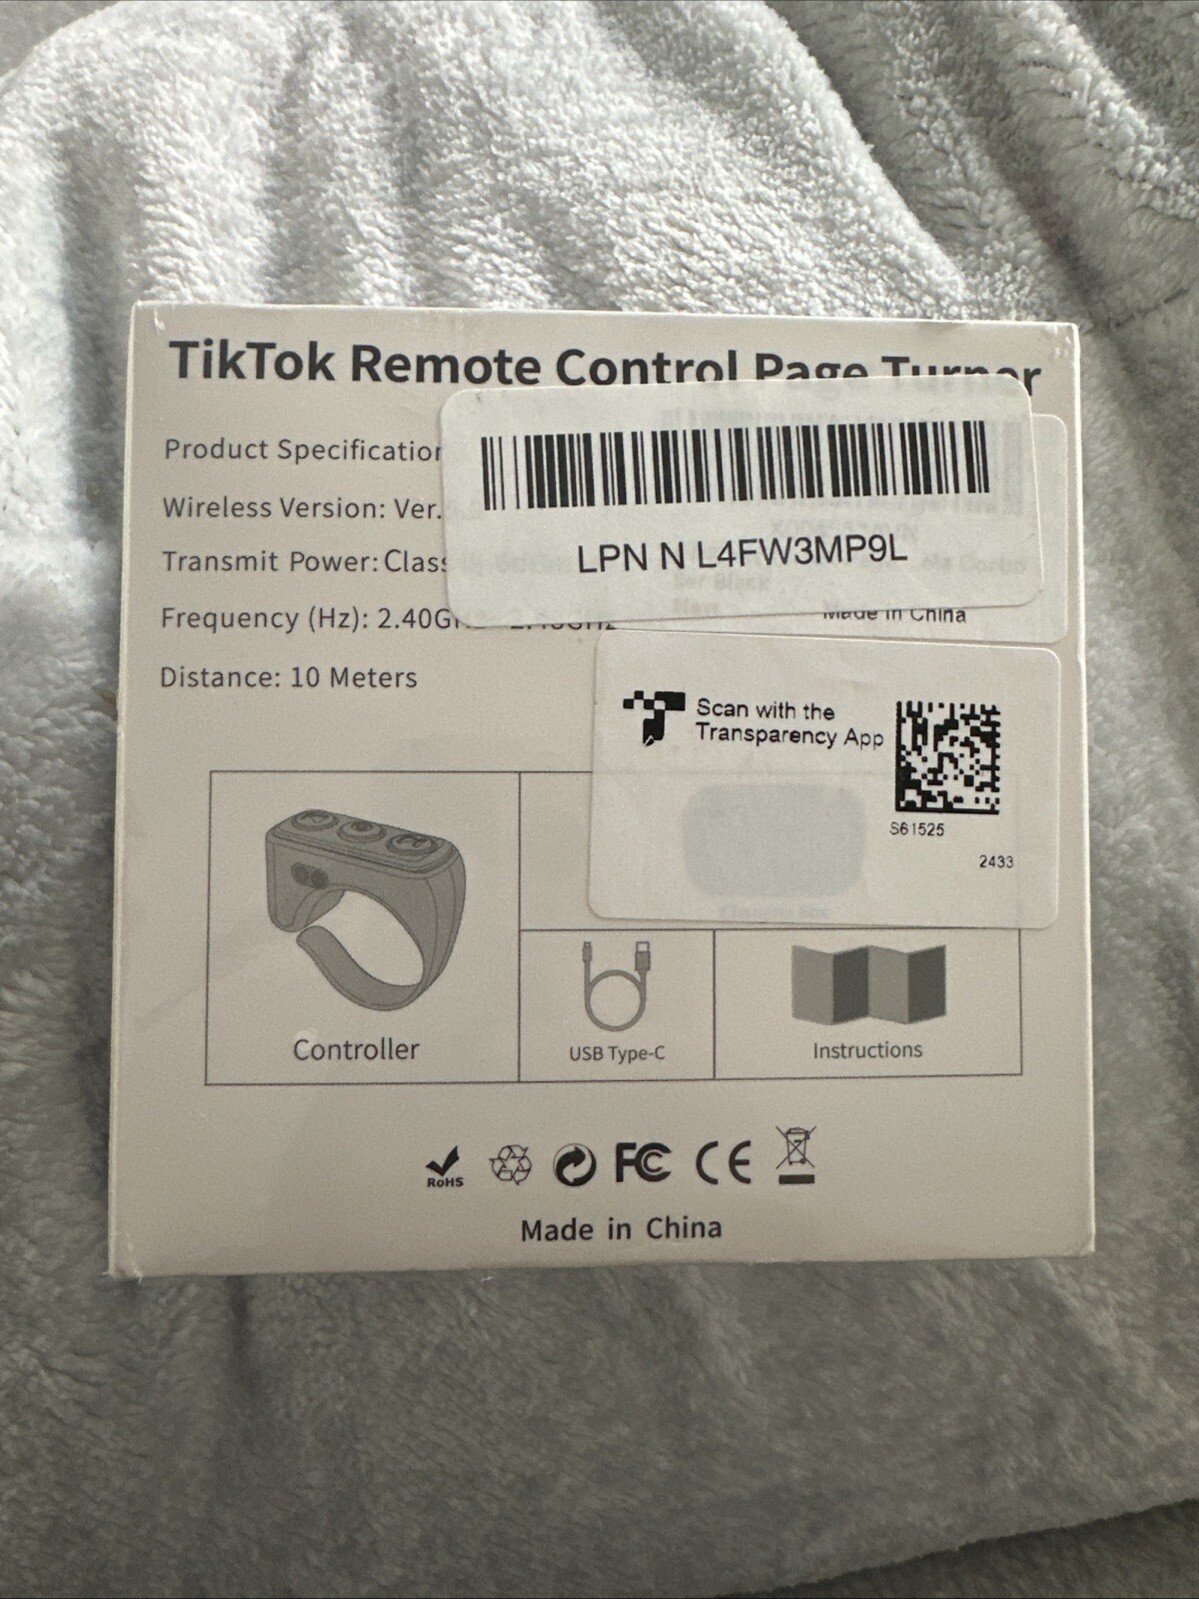 TikTok Remote Control Page Turner
Product Specification
Wireless Version: Ver.
Transmit Power: Class
Frequency (Hz): 2.40G
Distance: 10 Meters
LPN N L4FW3MP9L
Made in China
Scan with the
Transparency App
S61525
2433
Controller
USB Type-C
Instructions
RoHS
FC CE
Made in China